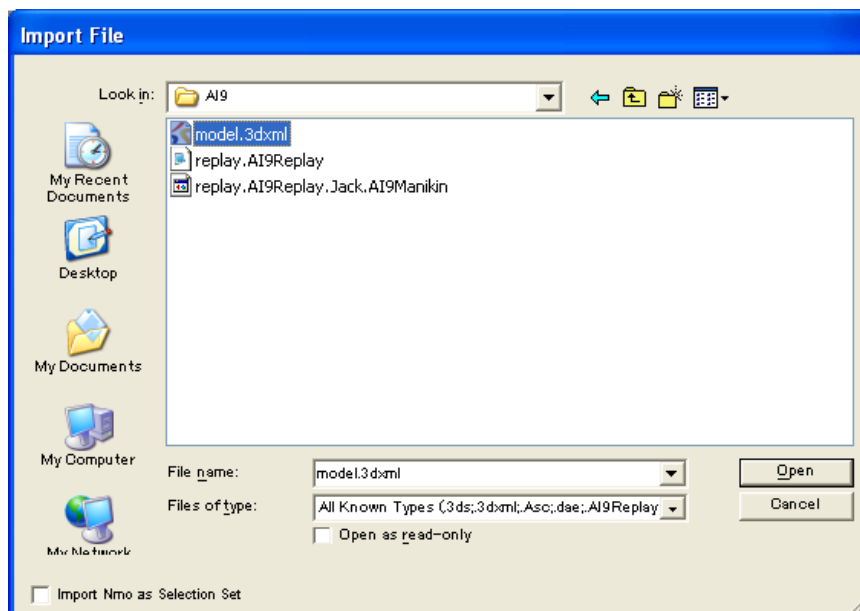 Import File
Look in: AI9
model.3dxml
replay.AI9Replay
replay.AI9Replay.Jack.AI9Manikin
My Recent
Documents
Desktop
My Documents
My Computer
My Network
File name: model.3dxml Open
Files of type: All Known Types (3ds;.3dxml;.Asc;.dae;.AI9Replay Cancel
Open as read-only
Import Nmo as Selection Set